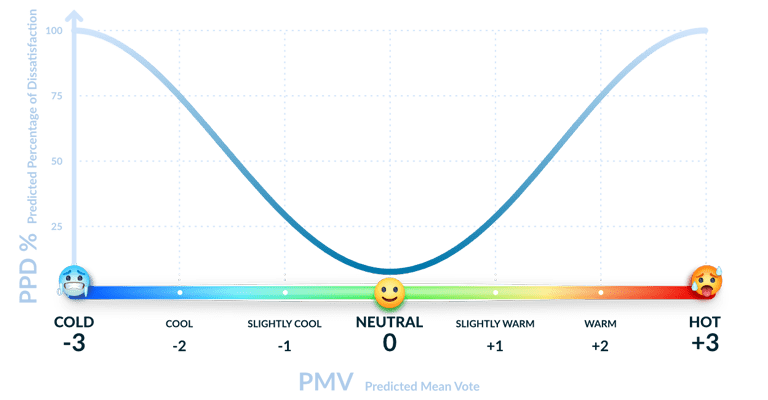 PPD % Predicted Percentage of Dissatisfaction
100
75
50
25
COLD COOL SLIGHTLY COOL NEUTRAL SLIGHTLY WARM WARM HOT
-3 -2 -1 0 +1 +2 +3
PMV Predicted Mean Vote